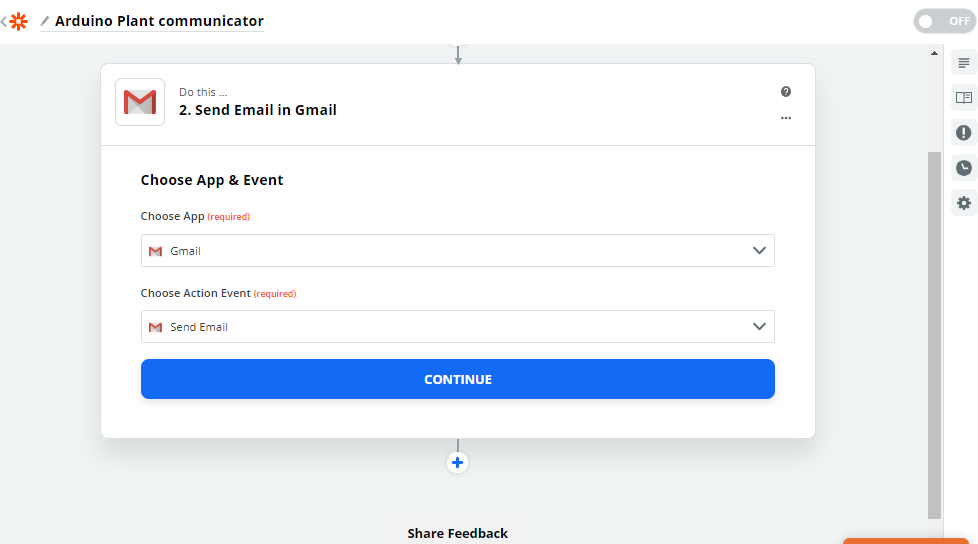 Arduino Plant communicator
OFF
Do this ...
2. Send Email in Gmail
Choose App & Event
Choose App (required)
Gmail
Choose Action Event (required)
Send Email
CONTINUE
Share Feedback